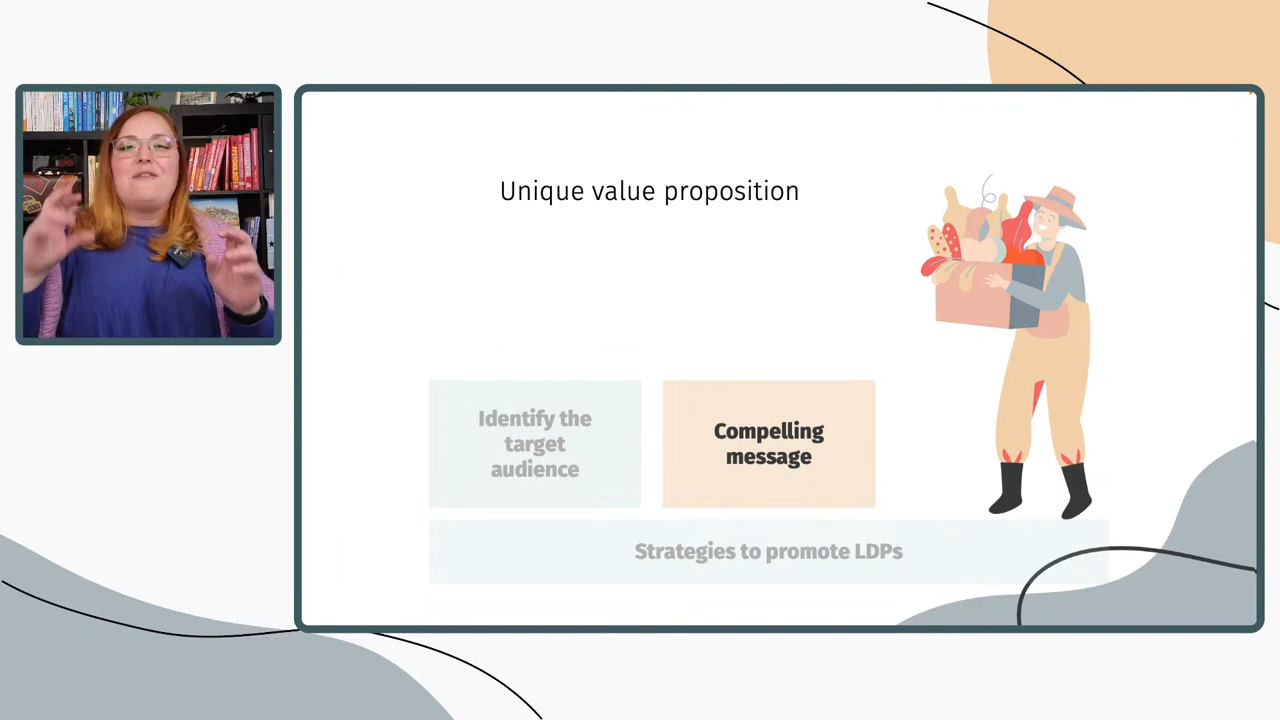 Unique value proposition
Identify the
target
audience
Compelling
message
Strategies to promote LDPs